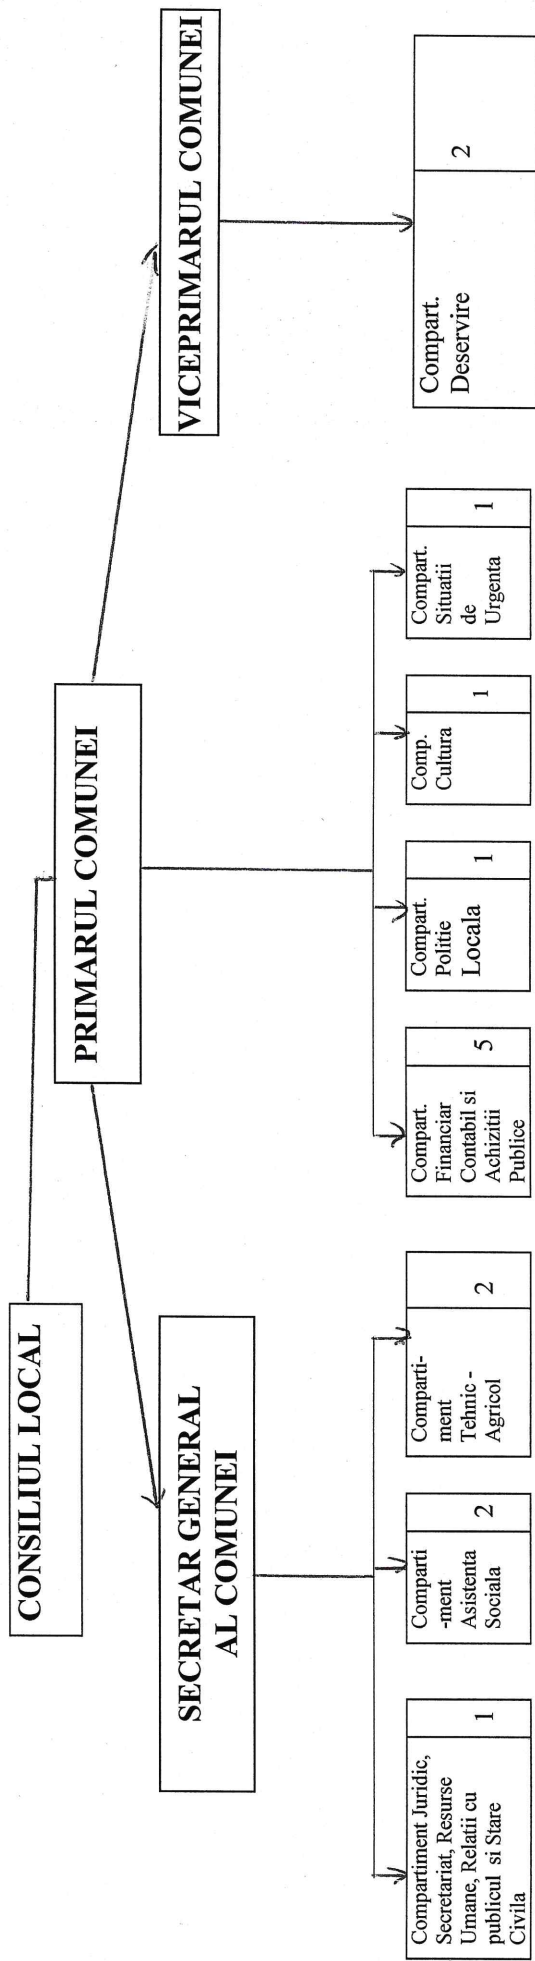 CONSILIUL LOCAL
PRIMARUL COMUNEI
SECRETAR GENERAL
AL COMUNEI
VICEPRIMARUL COMUNEI
Compartiment Juridic,
Secretariat, Resurse
Umane, Relatii cu
publicul si Stare
Civila
1
Comparti
-ment
Asistenta
Sociala
2
Comparti-
ment
Tehnic -
Agricol
2
Compart.
Financiar
Contabil si
Achizitii
Publice
5
Compart.
Politie
Locala
1
Comp.
Cultura
1
Compart.
Situatii
de
Urgenta
1
Compart.
Deservire
2